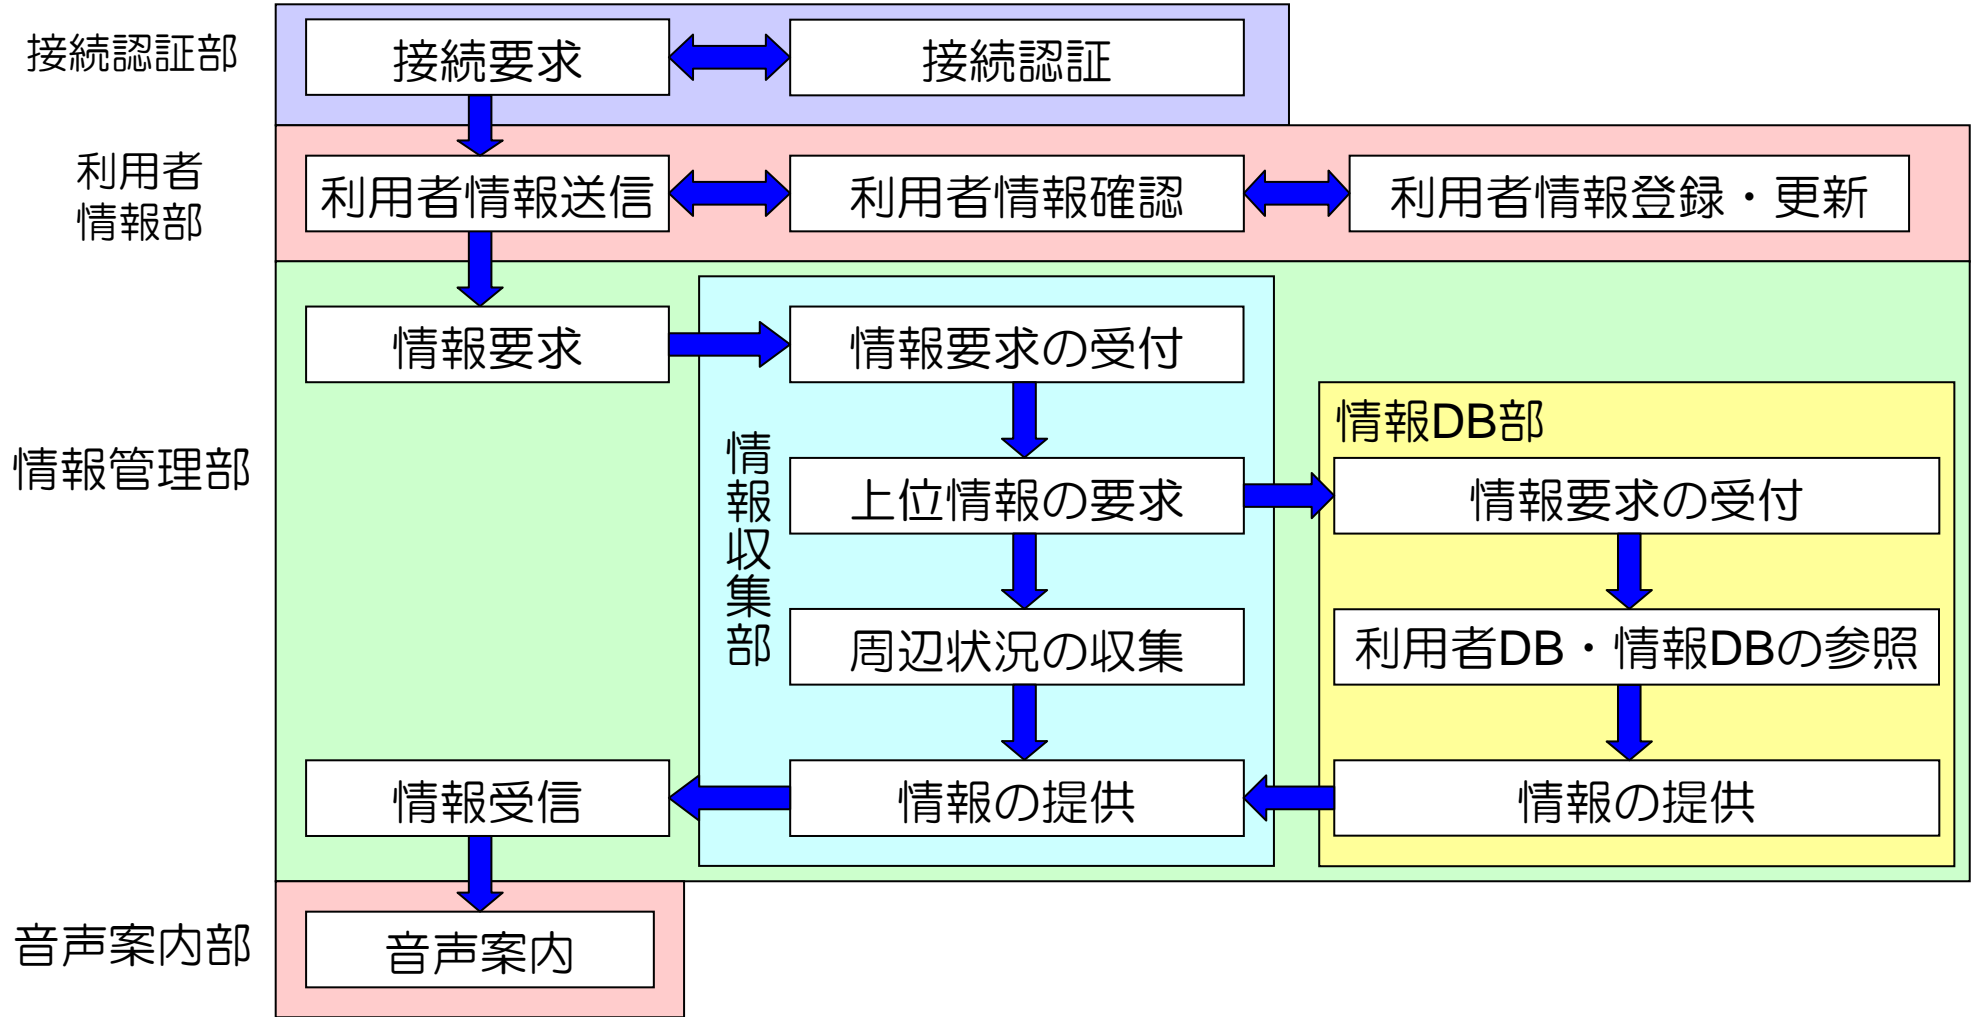 接続認証部
接続要求
接続認証
利用者
情報部
利用者情報送信
利用者情報確認
利用者情報登録・更新
情報管理部
情報要求
情報収集部
情報要求の受付
上位情報の要求
周辺状況の収集
情報の提供
情報DB部
情報要求の受付
利用者DB・情報DBの参照
情報の提供
情報受信
音声案内部
音声案内